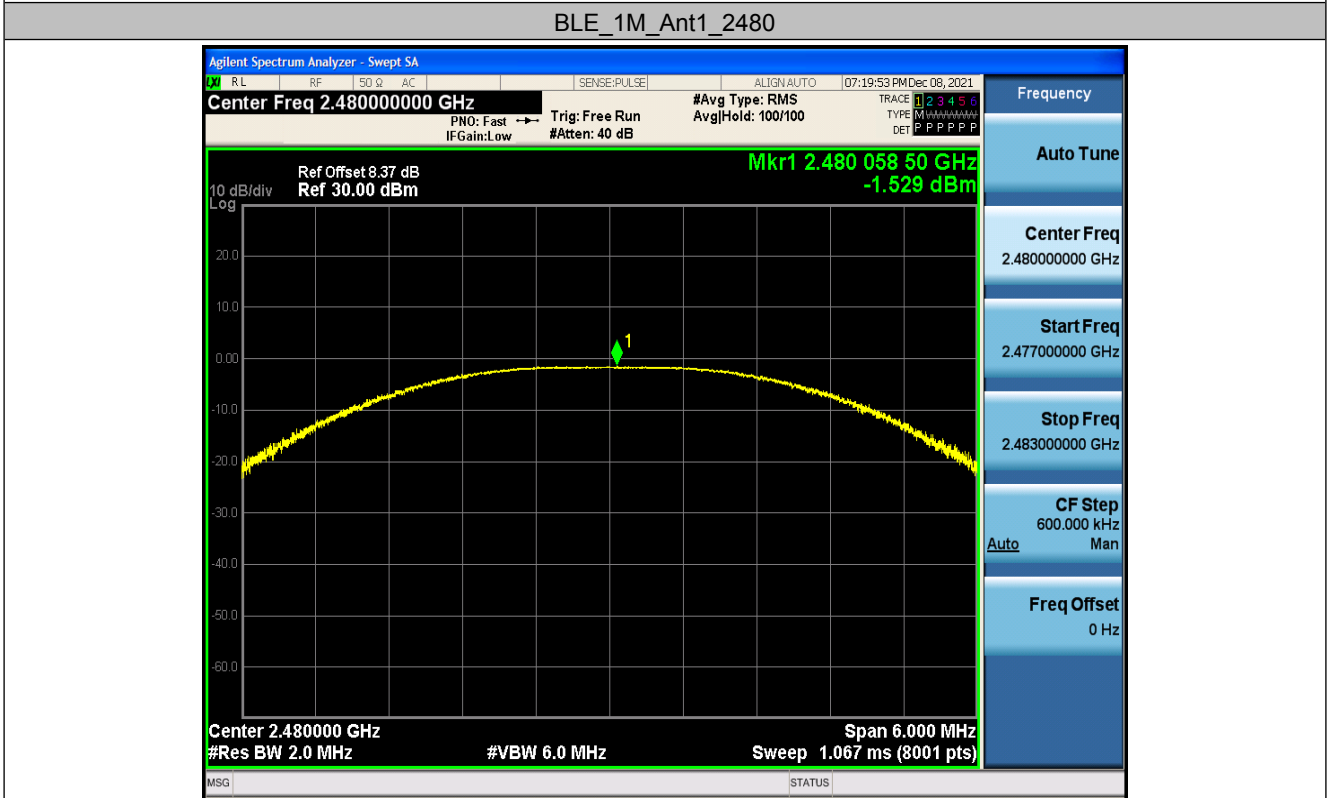 BLE_1M_Ant1_2480
Agilent Spectrum Analyzer - Swept SA
LXI RL RF 50 Ω AC SENSE:PULSE ALIGN AUTO 07:19:53 PM Dec 08, 2021
Center Freq 2.480000000 GHz
PNO: Fast
IFGain:Low
Trig: Free Run
#Atten: 40 dB
#Avg Type: RMS
Avg|Hold: 100/100
TRACE 1 2 3 4 5 6
TYPE M WWWWW
DET P P P P P P
Mkr1 2.480 058 50 GHz
-1.529 dBm
Ref Offset 8.37 dB
10 dB/div Ref 30.00 dBm
Log
20.0
10.0
0.00
-10.0
-20.0
-30.0
-40.0
-50.0
-60.0
1
Center 2.480000 GHz Span 6.000 MHz
#Res BW 2.0 MHz #VBW 6.0 MHz Sweep 1.067 ms (8001 pts)
MSG STATUS
Frequency
Auto Tune
Center Freq
2.480000000 GHz
Start Freq
2.477000000 GHz
Stop Freq
2.483000000 GHz
CF Step
600.000 kHz
Auto Man
Freq Offset
0 Hz